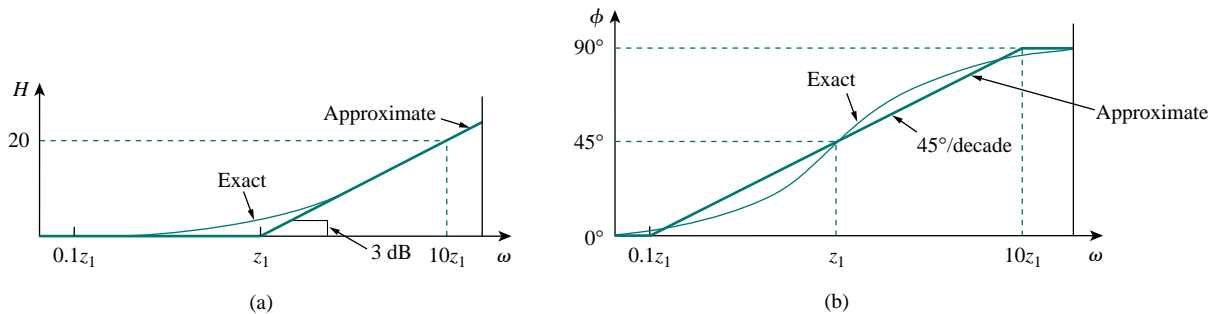 H
20
Approximate
Exact
3 dB
0.1z₁
z₁
10z₁
ω
(a)
ϕ
90°
45°
0°
Exact
Approximate
45°/decade
0.1z₁
z₁
10z₁
ω
(b)